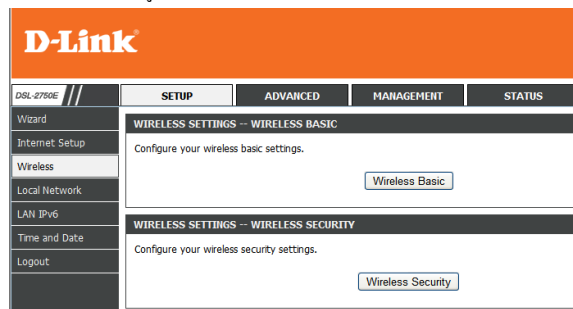 D-Link
DSL-2750E
SETUP
ADVANCED
MANAGEMENT
STATUS
Wizard
Internet Setup
Wireless
Local Network
LAN IPv6
Time and Date
Logout
WIRELESS SETTINGS -- WIRELESS BASIC
Configure your wireless basic settings.
Wireless Basic
WIRELESS SETTINGS -- WIRELESS SECURITY
Configure your wireless security settings.
Wireless Security